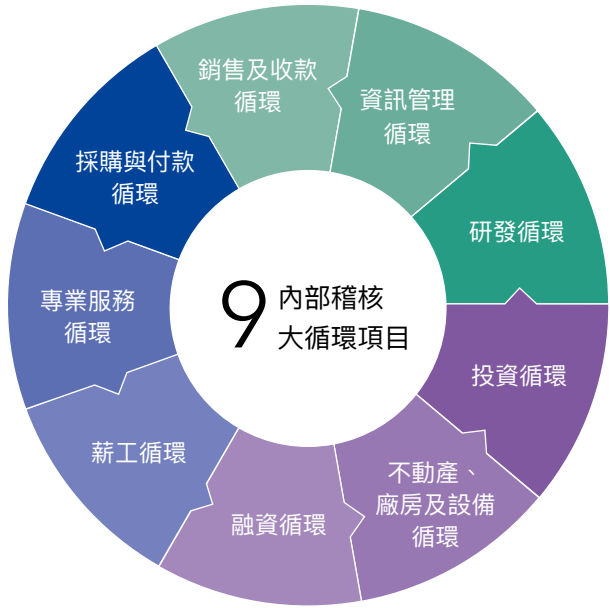 銷售及收款
循環
資訊管理
循環
研發循環
投資循環
不動產、
廠房及設備
循環
融資循環
薪工循環
專業服務
循環
採購與付款
循環
9 內部稽核
大循環項目